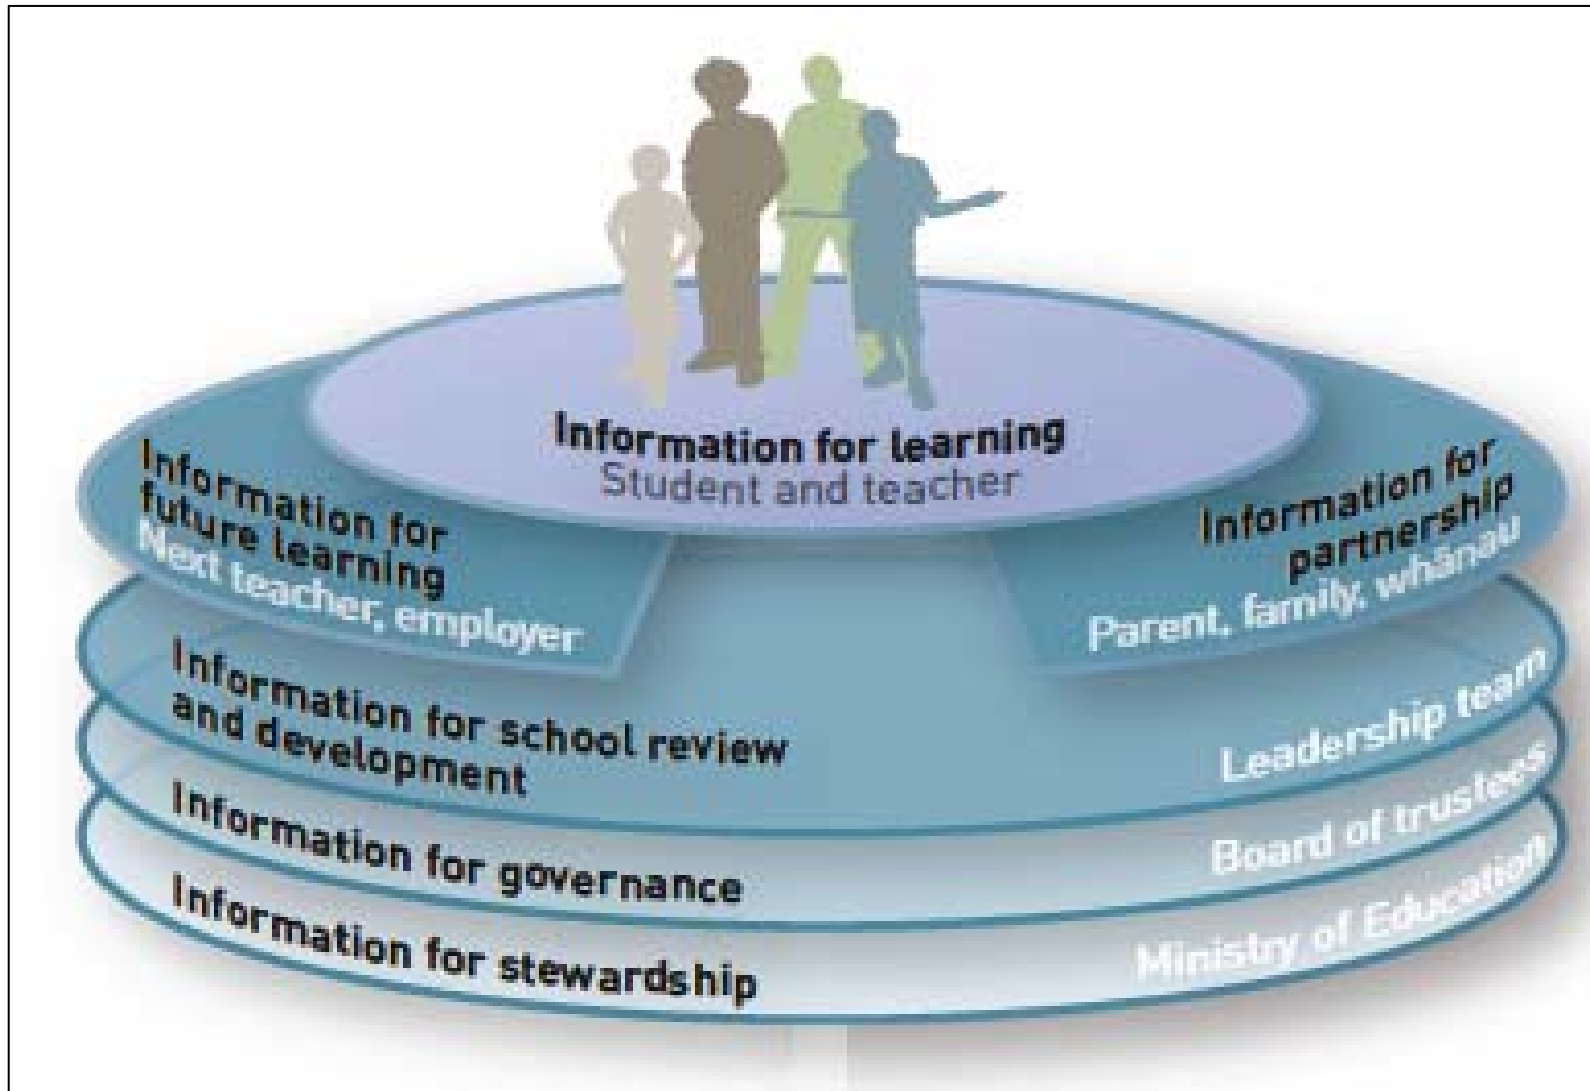 Information for learning
Student and teacher
Information for
future learning
Next teacher, employer
Information for
partnership
Parent, family, whānau
Information for school review
and development
Leadership team
Information for governance
Board of trustees
Information for stewardship
Ministry of Education